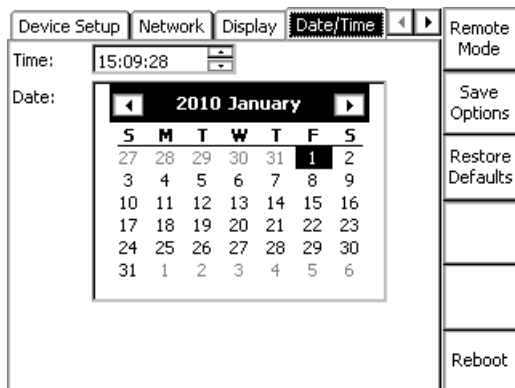 Device Setup Network Display Date/Time
Time: 15:09:28
Date:
2010 January
S M T W T F S
27 28 29 30 31 1 2
3 4 5 6 7 8 9
10 11 12 13 14 15 16
17 18 19 20 21 22 23
24 25 26 27 28 29 30
31 1 2 3 4 5 6
Remote
Mode
Save
Options
Restore
Defaults
Reboot